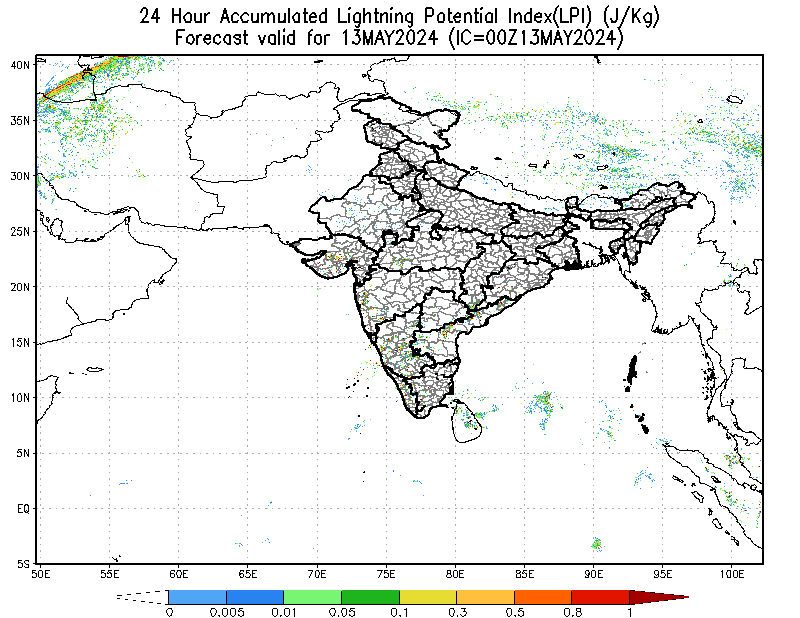 24 Hour Accumulated Lightning Potential Index(LPI) (J/Kg)
Forecast valid for 13MAY2024 (IC=00Z13MAY2024)
40N
35N
30N
25N
20N
15N
10N
5N
EQ
5S
50E 55E 60E 65E 70E 75E 80E 85E 90E 95E 100E
0 0.005 0.01 0.05 0.1 0.3 0.5 0.8 1